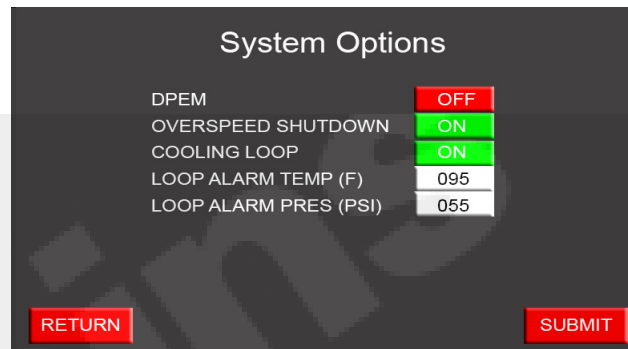 System Options
DPEM OFF
OVERSPEED SHUTDOWN ON
COOLING LOOP ON
LOOP ALARM TEMP (F) 095
LOOP ALARM PRES (PSI) 055
RETURN SUBMIT